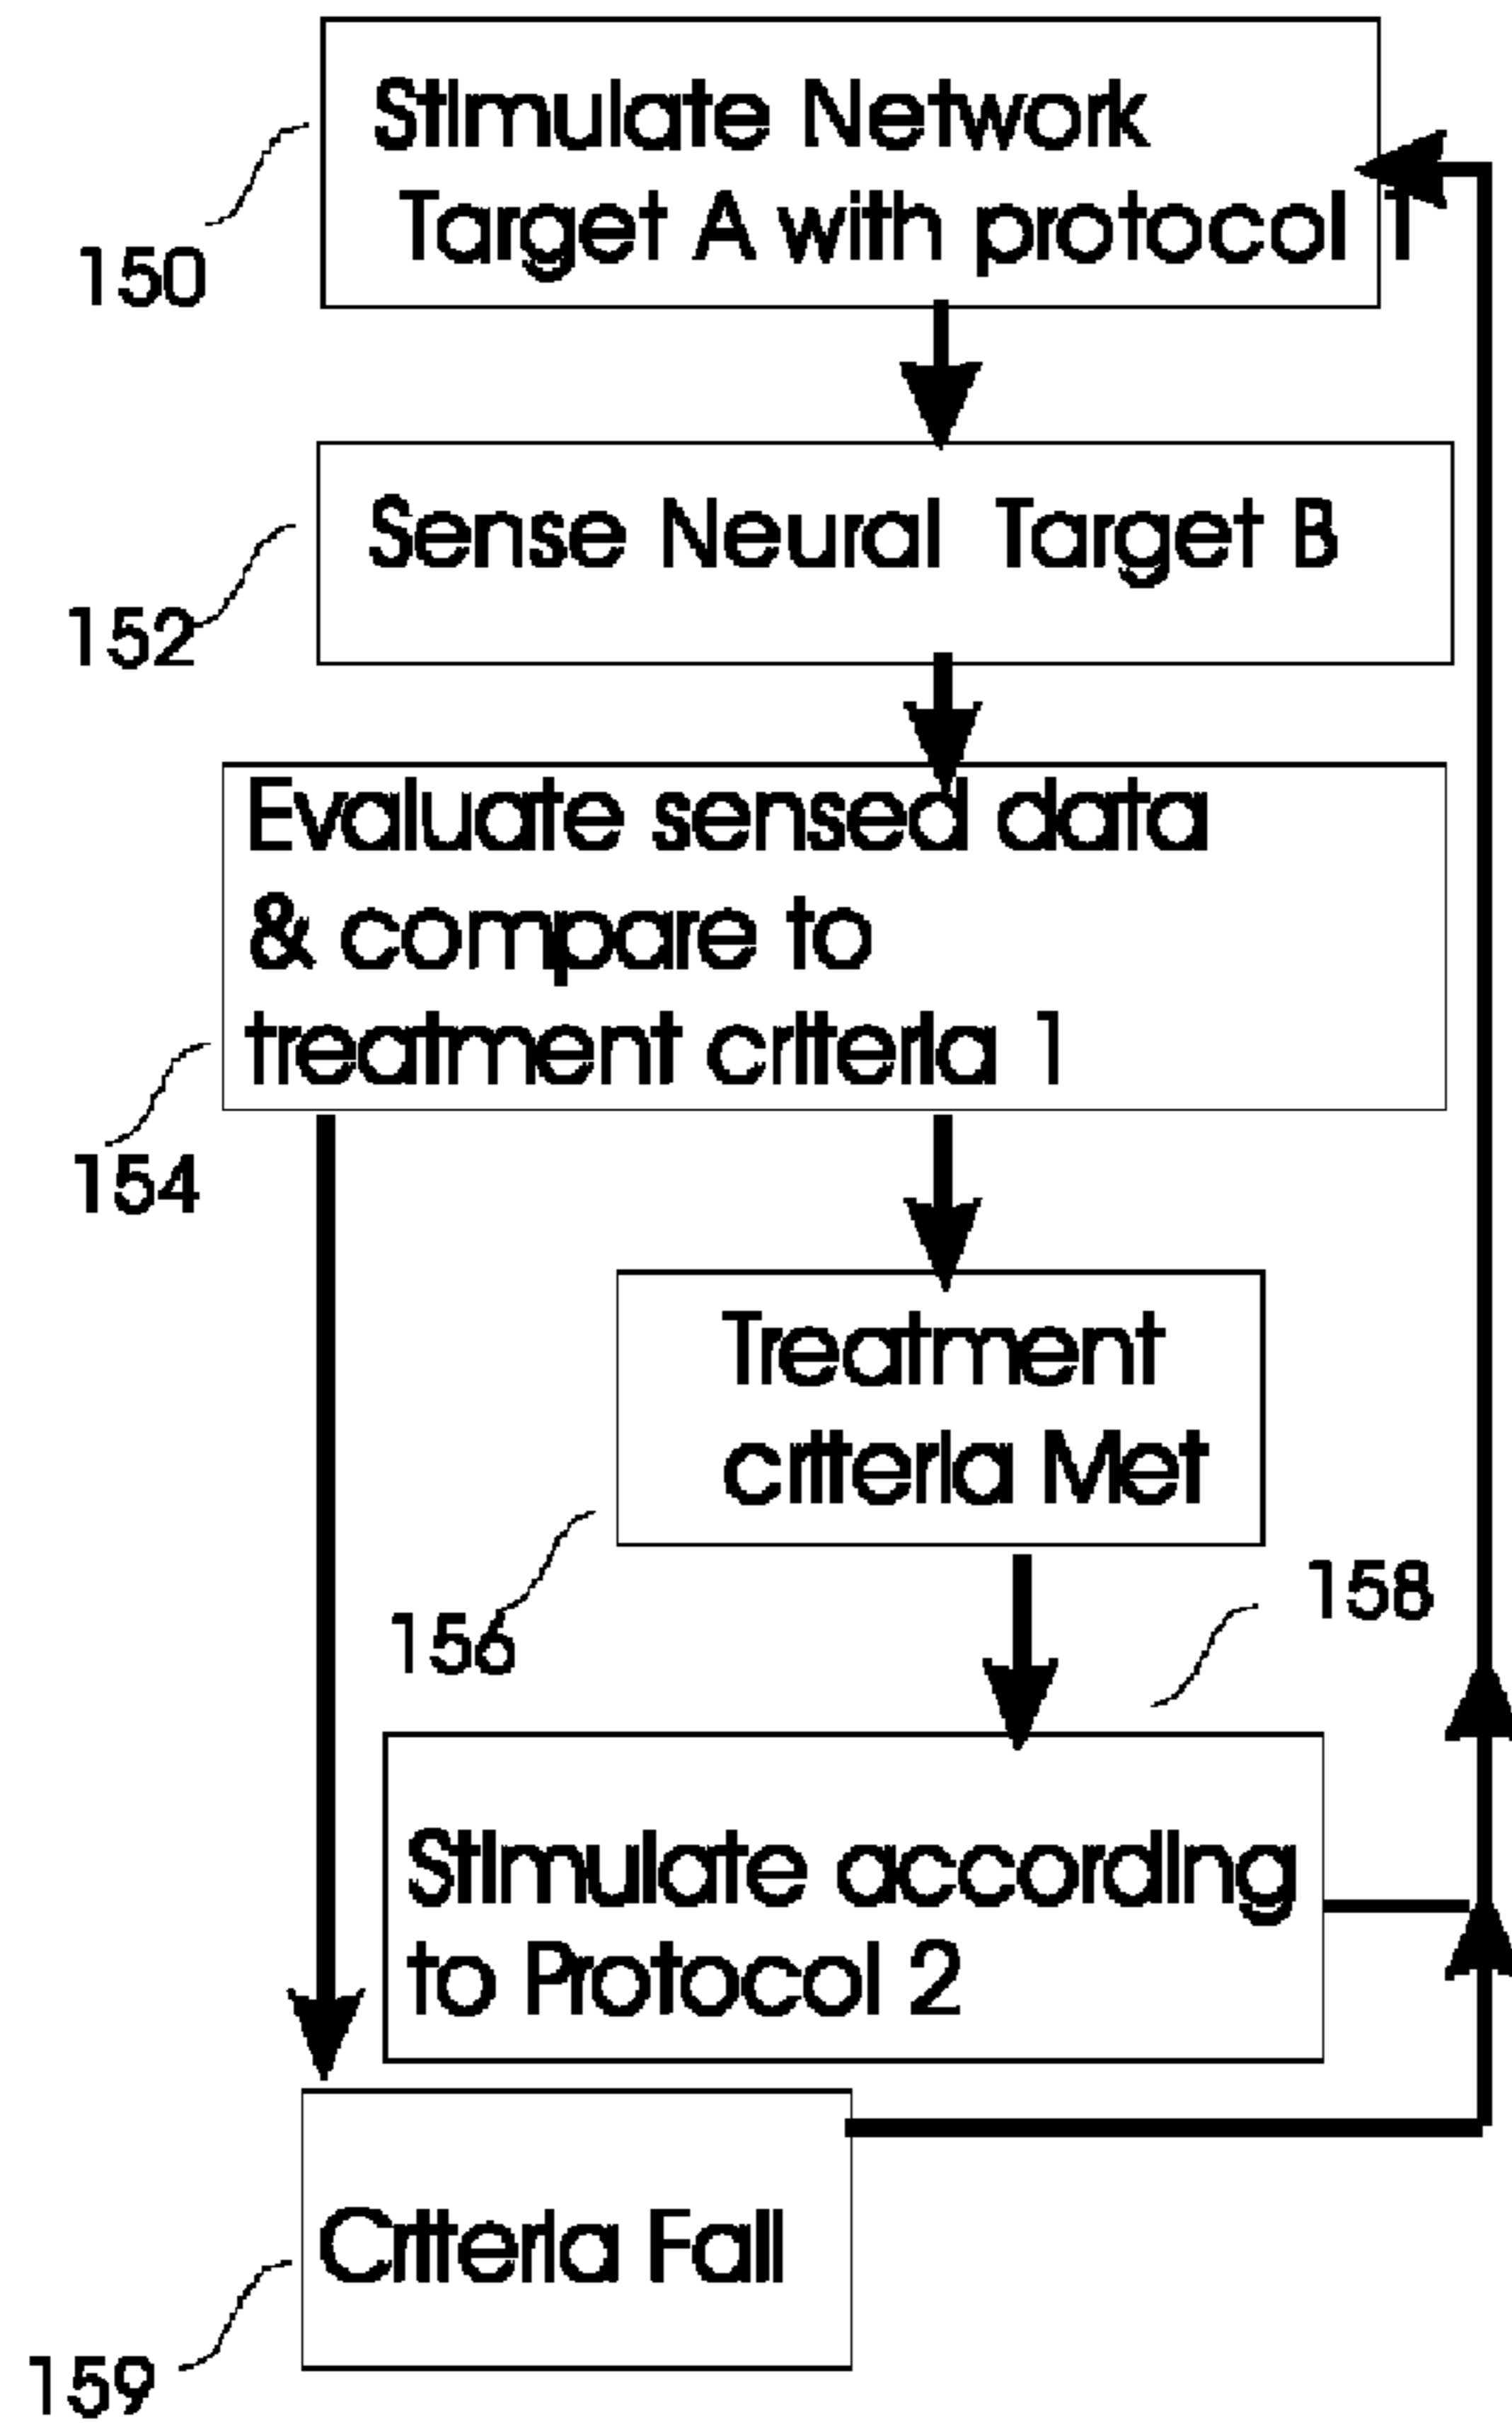 Stimulate Network
Target A with protocol 1
150
Sense Neural Target B
152
Evaluate sensed data
& compare to
treatment criteria 1
154
Treatment
criteria Met
156
158
Stimulate according
to Protocol 2
Criteria Fail
159